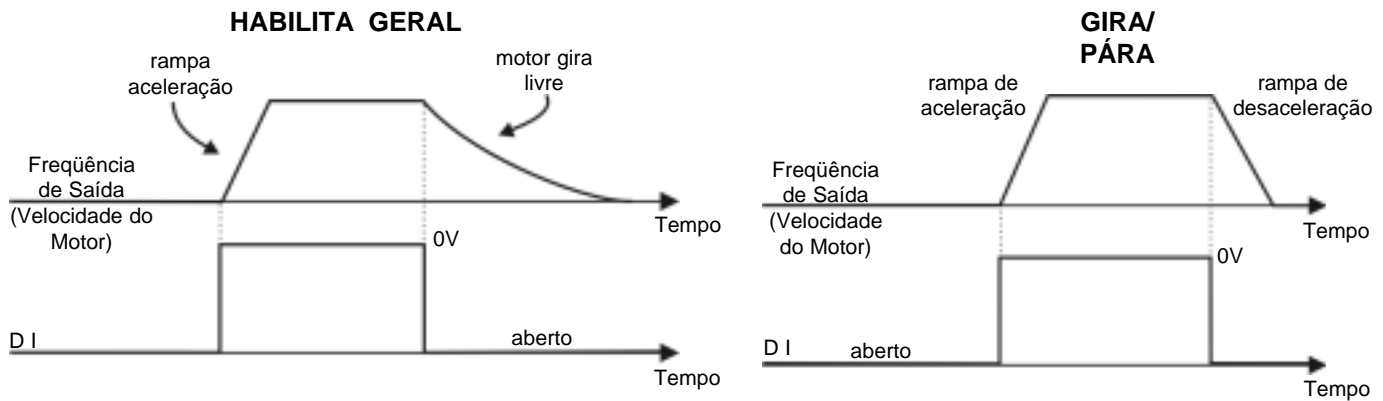 HABILITA GERAL
rampa
aceleração
motor gira
livre
Freqüência
de Saída
(Velocidade do
Motor)
Tempo
0V
D I
aberto
Tempo
GIRA/
PÁRA
rampa de
aceleração
rampa de
desaceleração
Freqüência
de Saída
(Velocidade
do Motor)
Tempo
0V
D I
aberto
Tempo